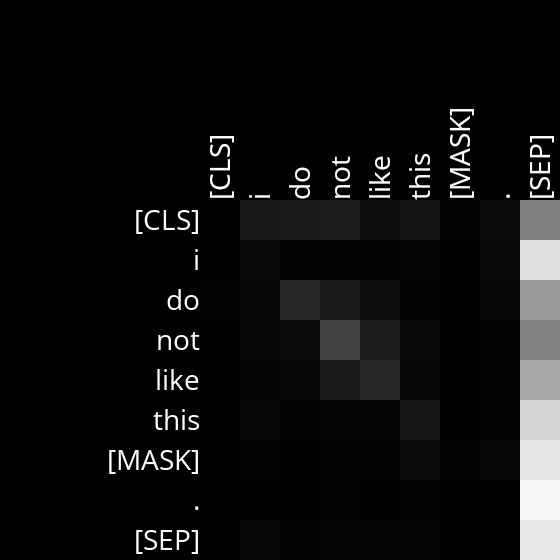 [CLS] i do not like this [MASK] . [SEP]
[CLS]
i
do
not
like
this
[MASK]
.
[SEP]